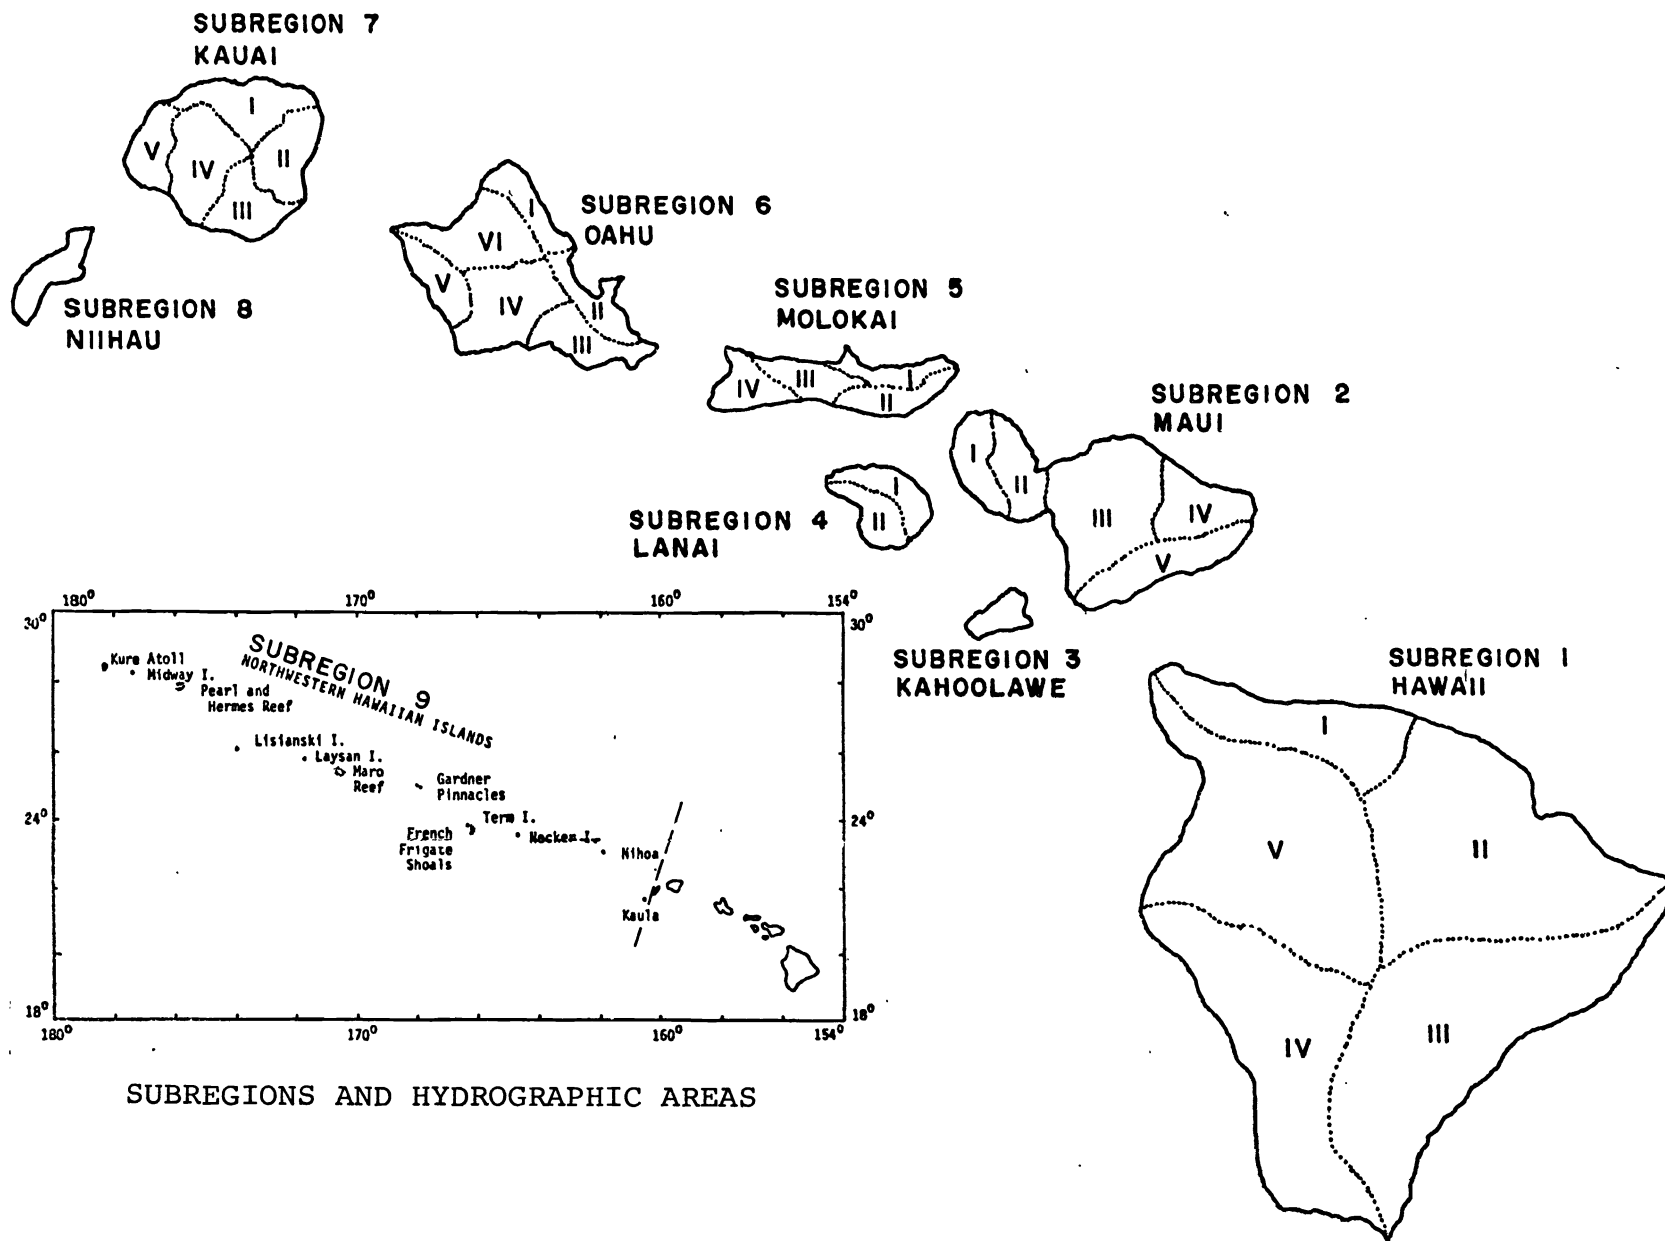 SUBREGION 7
KAUAI
I
II
III
IV
V
SUBREGION 8
NIIHAU
SUBREGION 6
OAHU
I
II
III
IV
V
VI
SUBREGION 5
MOLOKAI
I
II
III
IV
SUBREGION 2
MAUI
I
II
III
IV
V
SUBREGION 4
LANAI
I
II
SUBREGION 3
KAHOOLAWE
SUBREGION 1
HAWAII
I
II
III
IV
V
180°
170°
160°
154°
30°
30°
SUBREGION 9
NORTHWESTERN HAWAIIAN ISLANDS
Kure Atoll
Midway I.
Pearl and
Hermes Reef
Lisianski I.
Laysan I.
Maro
Reef
Gardner
Pinnacles
Term I.
French
Frigate
Shoals
Necker I.
Nihoa
Kaula
24°
24°
18°
18°
180°
170°
160°
154°
SUBREGIONS AND HYDROGRAPHIC AREAS